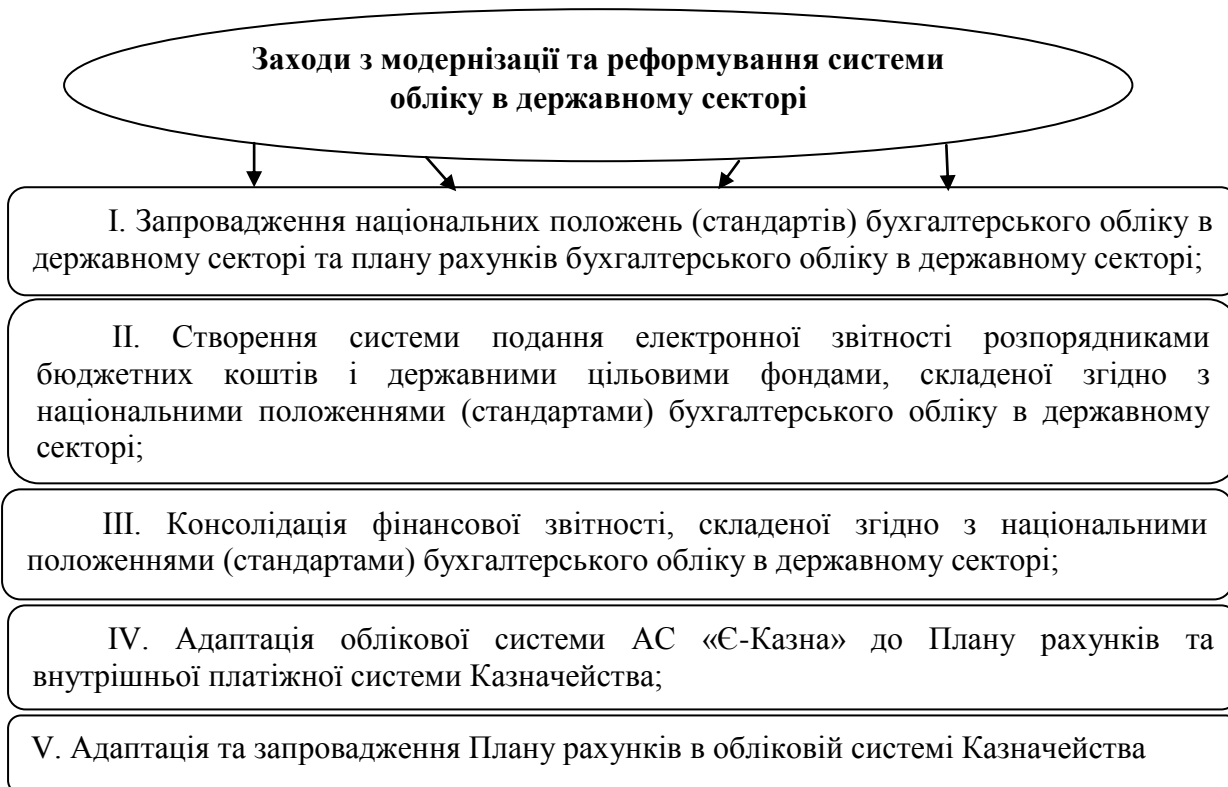 Заходи з модернізації та реформування системи
обліку в державному секторі
І. Запровадження національних положень (стандартів) бухгалтерського обліку в
державному секторі та плану рахунків бухгалтерського обліку в державному секторі;
ІІ. Створення системи подання електронної звітності розпорядниками
бюджетних коштів і державними цільовими фондами, складеної згідно з
національними положеннями (стандартами) бухгалтерського обліку в державному
секторі;
ІІІ. Консолідація фінансової звітності, складеної згідно з національними
положеннями (стандартами) бухгалтерського обліку в державному секторі;
IV. Адаптація облікової системи АС «Є-Казна» до Плану рахунків та
внутрішньої платіжної системи Казначейства;
V. Адаптація та запровадження Плану рахунків в обліковій системі Казначейства